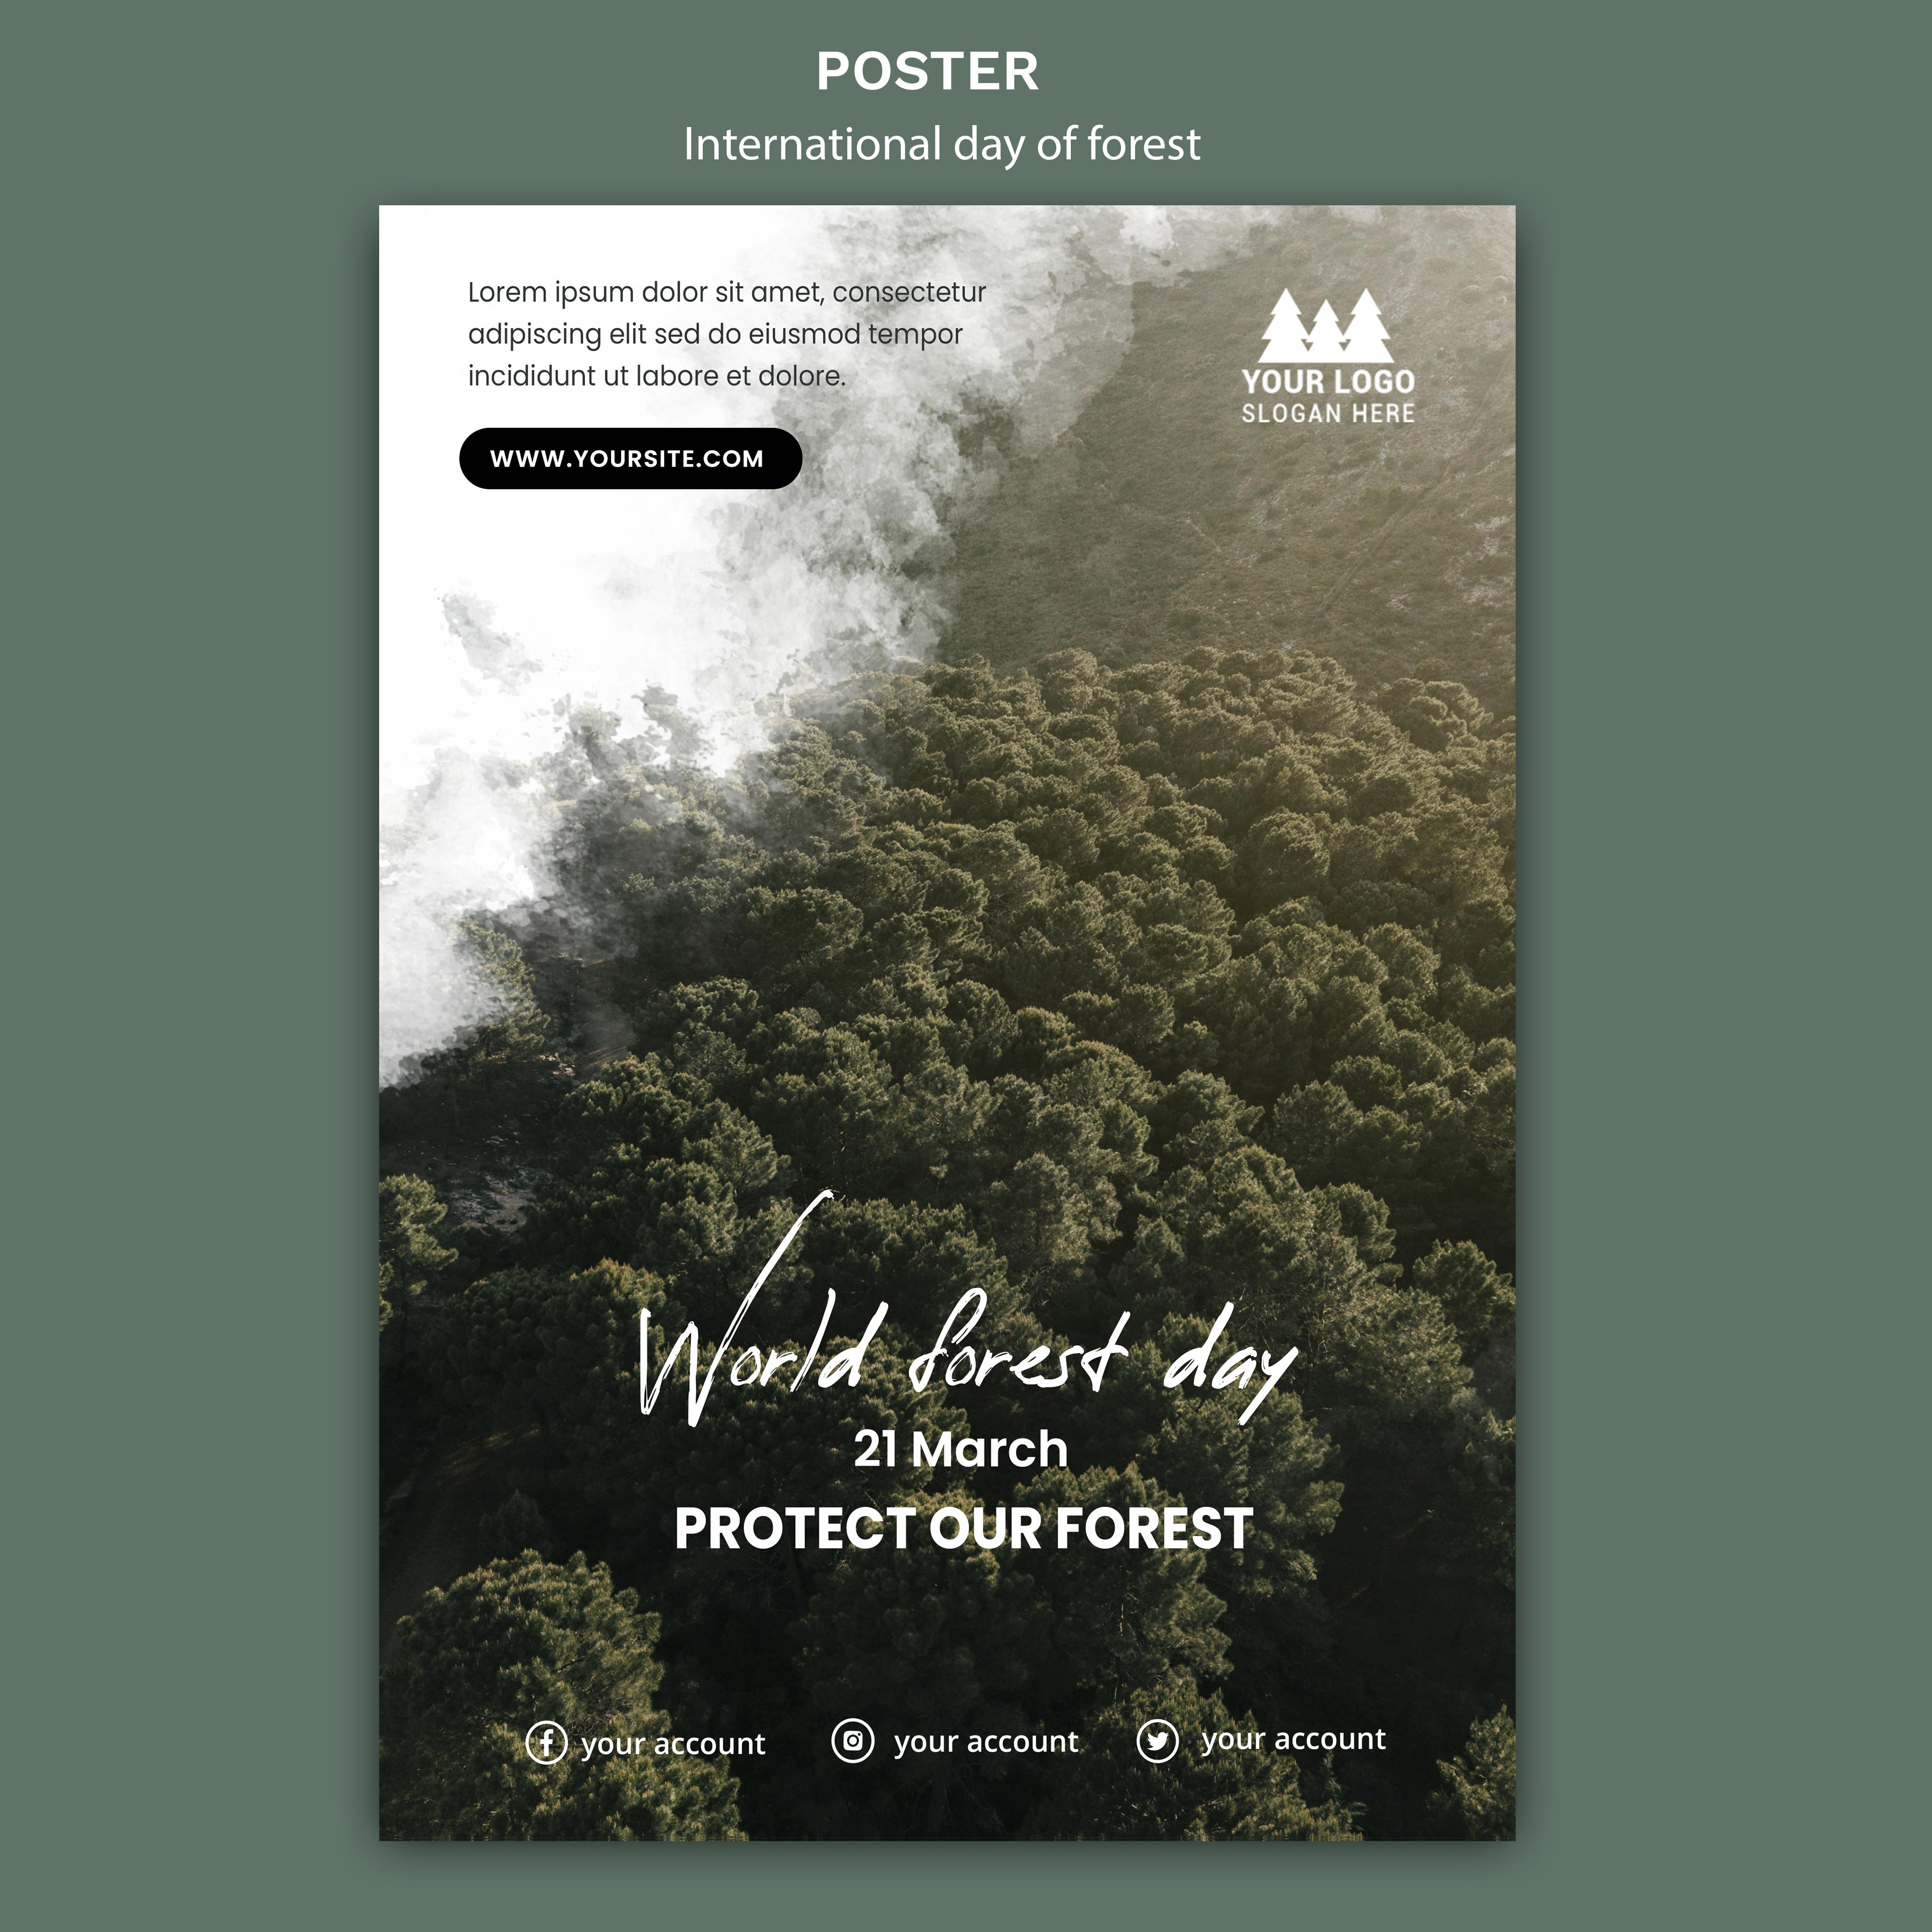 POSTER
International day of forest
Lorem ipsum dolor sit amet, consectetur
adipiscing elit sed do eiusmod tempor
incididunt ut labore et dolore.
WWW.YOURSITE.COM
YOUR LOGO
SLOGAN HERE
World forest day
21 March
PROTECT OUR FOREST
your account
your account
your account